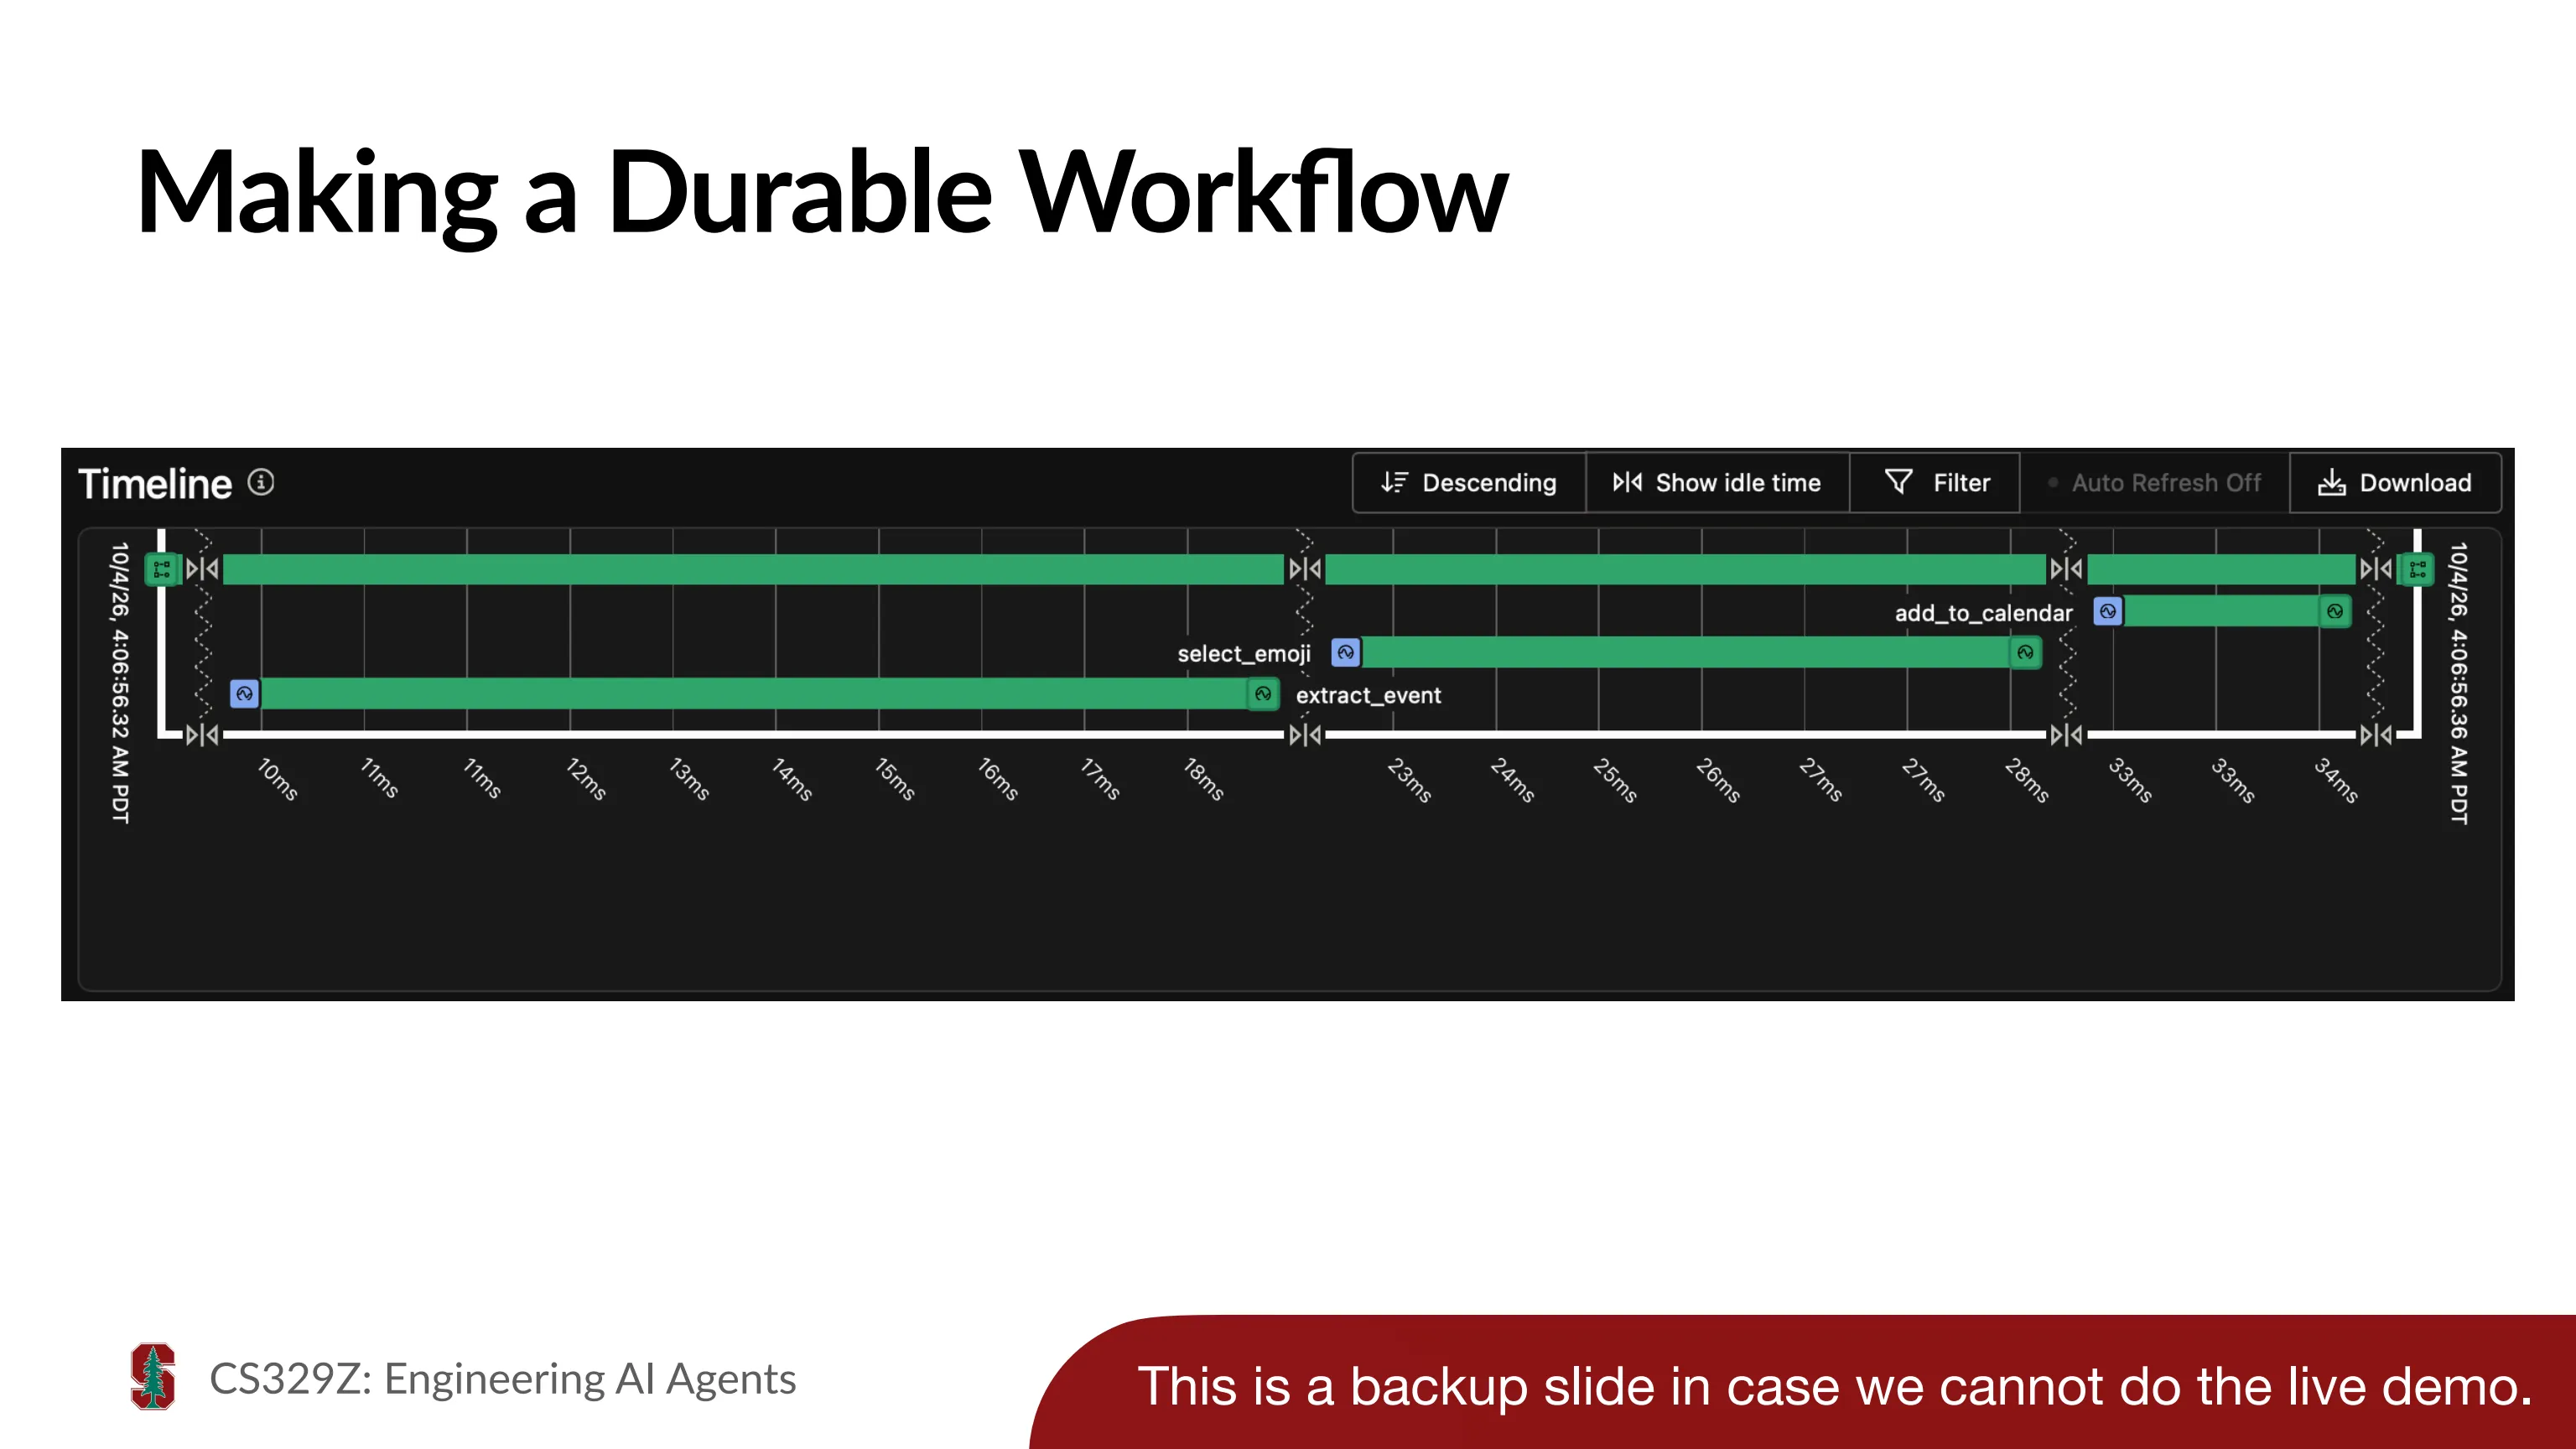 Making a Durable Workflow
Timeline
Descending
Show idle time
Filter
Auto Refresh Off
Download
10/4/26, 4:06:56.32 AM PDT
add_to_calendar
select_emoji
extract_event
10/4/26, 4:06:56.36 AM PDT
10ms
11ms
11ms
12ms
13ms
14ms
15ms
16ms
17ms
18ms
23ms
24ms
25ms
26ms
27ms
27ms
28ms
33ms
33ms
34ms
CS329Z: Engineering AI Agents
This is a backup slide in case we cannot do the live demo.